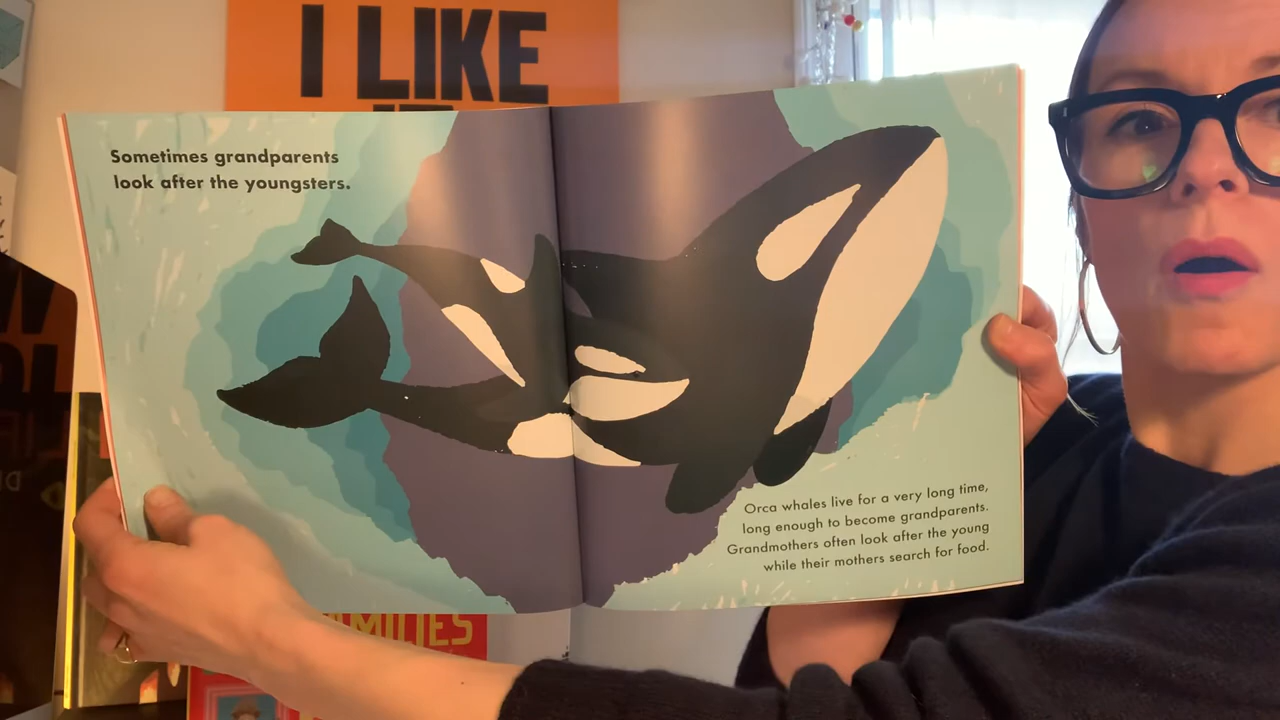 I LIKE
Sometimes grandparents
look after the youngsters.
Orca whales live for a very long time,
long enough to become grandparents.
Grandmothers often look after the young
while their mothers search for food.